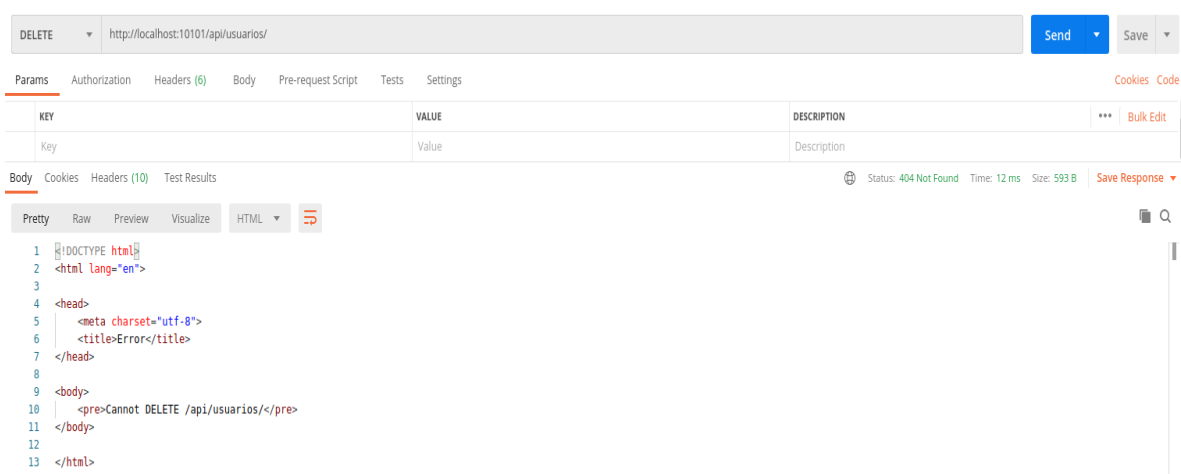 DELETE http://localhost:10101/api/usuarios/ Send Save
Params Authorization Headers (6) Body Pre-request Script Tests Settings Cookies Code
KEY VALUE DESCRIPTION ••• Bulk Edit
Key Value Description
Body Cookies Headers (10) Test Results Status: 404 Not Found Time: 12 ms Size: 593 B Save Response
Pretty Raw Preview Visualize HTML
1 <!DOCTYPE html>
2 <html lang="en">
3
4 <head>
5 <meta charset="utf-8">
6 <title>Error</title>
7 </head>
8
9 <body>
10 <pre>Cannot DELETE /api/usuarios/</pre>
11 </body>
12
13 </html>